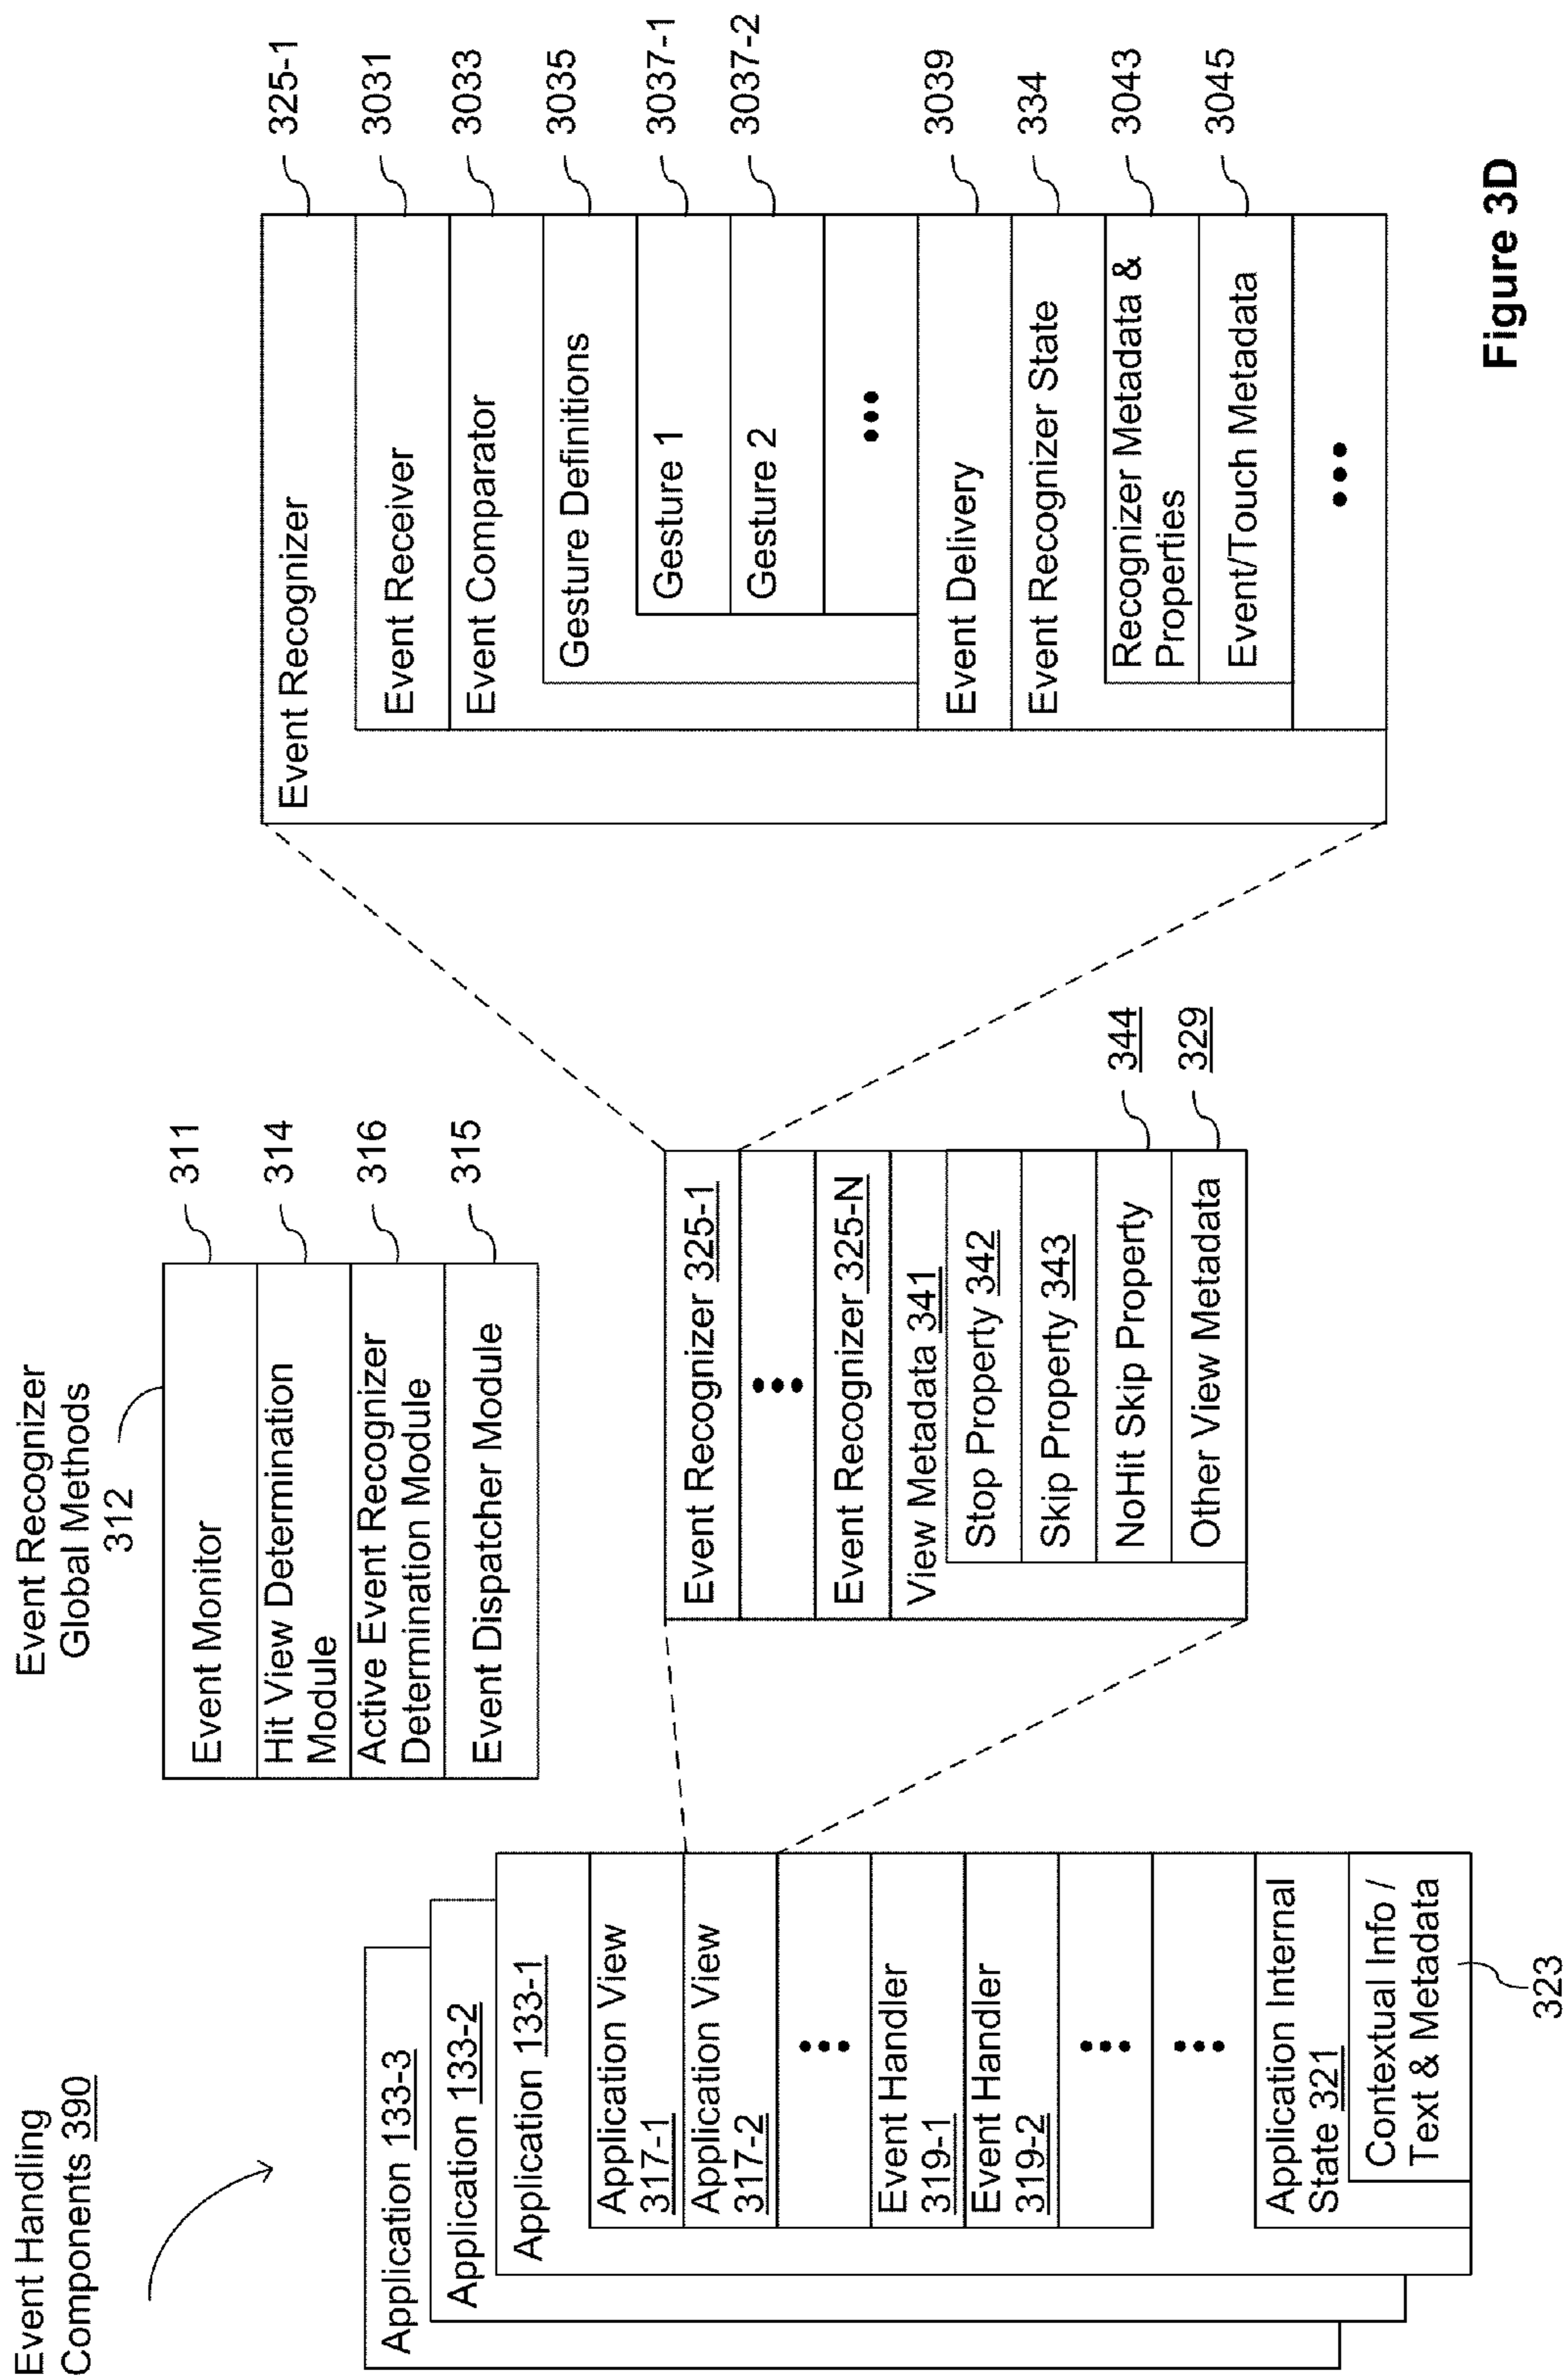 Event Handling
Components 390
Application 133-3
Application 133-2
Application 133-1
Application View
317-1
Application View
317-2
•••
Event Handler
319-1
Event Handler
319-2
•••
•••
Application Internal
State 321
Contextual Info /
Text & Metadata
323
Event Recognizer
Global Methods
312
Event Monitor
311
Hit View Determination
Module
314
Active Event Recognizer
Determination Module
316
Event Dispatcher Module
315
Event Recognizer 325-1
•••
Event Recognizer 325-N
View Metadata 341
Stop Property 342
Skip Property 343
NoHit Skip Property
344
Other View Metadata
329
Event Recognizer
325-1
Event Receiver
3031
Event Comparator
3033
Gesture Definitions
3035
Gesture 1
3037-1
Gesture 2
3037-2
•••
Event Delivery
3039
Event Recognizer State
334
Recognizer Metadata &
Properties
3043
Event/Touch Metadata
3045
•••
Figure 3D